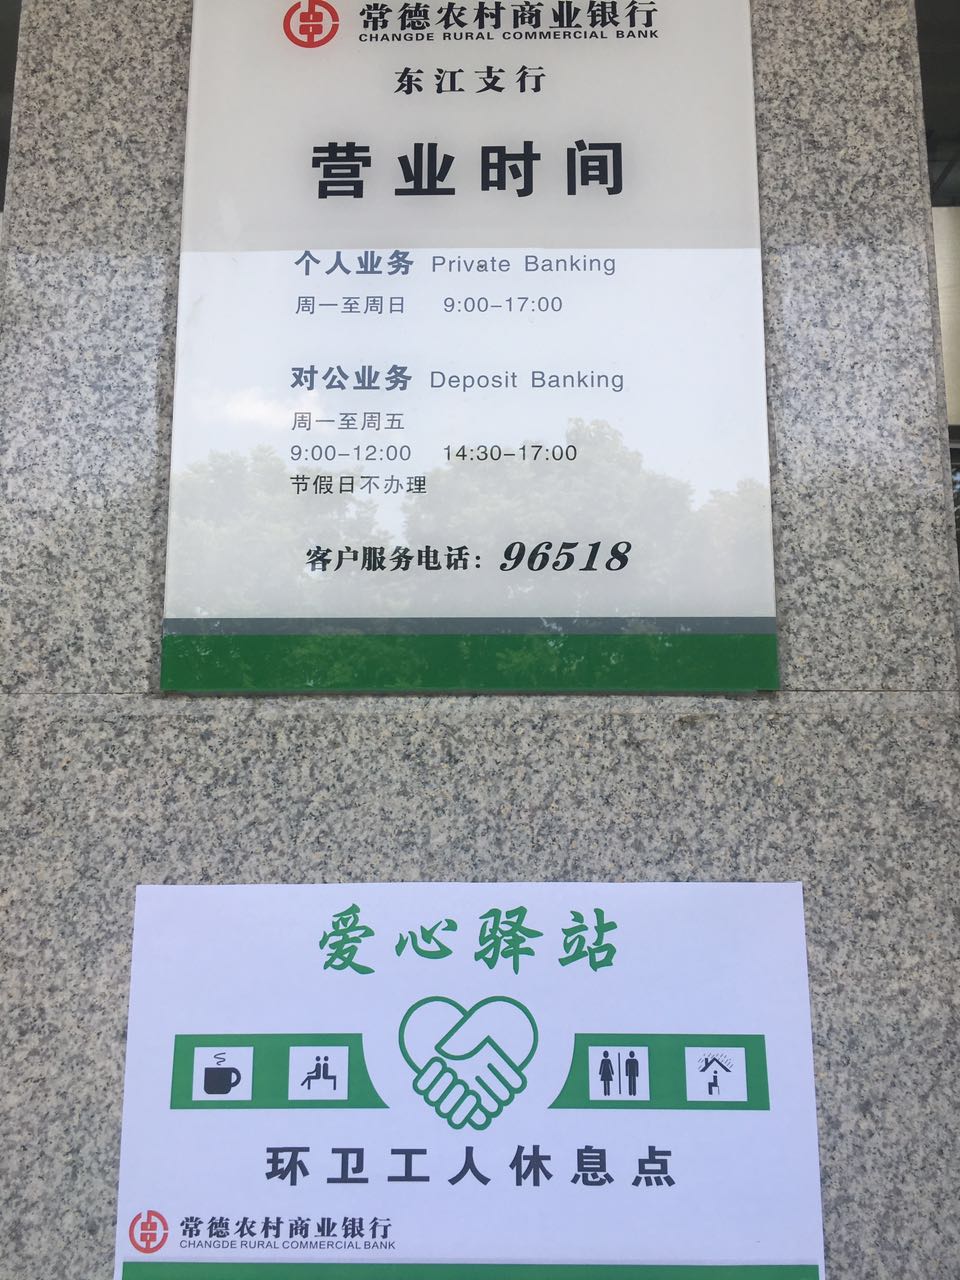 常德农村商业银行
CHANGDE RURAL COMMERCIAL BANK
东江支行
营业时间
个人业务 Private Banking
周一至周日 9:00-17:00
对公业务 Deposit Banking
周一至周五
9:00-12:00 14:30-17:00
节假日不办理
客户服务电话：96518
爱心驿站
环卫工人休息点
常德农村商业银行
CHANGDE RURAL COMMERCIAL BANK